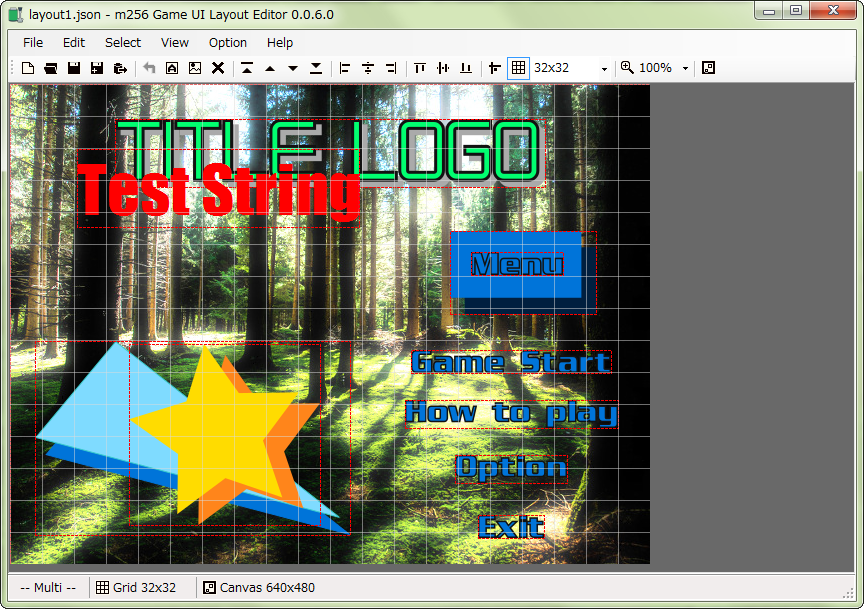 layout1.json - m256 Game UI Layout Editor 0.0.6.0
File Edit Select View Option Help
32x32 100%
TITLE LOGO
Test String
Menu
Game Start
How to play
Option
Exit
-- Multi -- Grid 32x32 Canvas 640x480